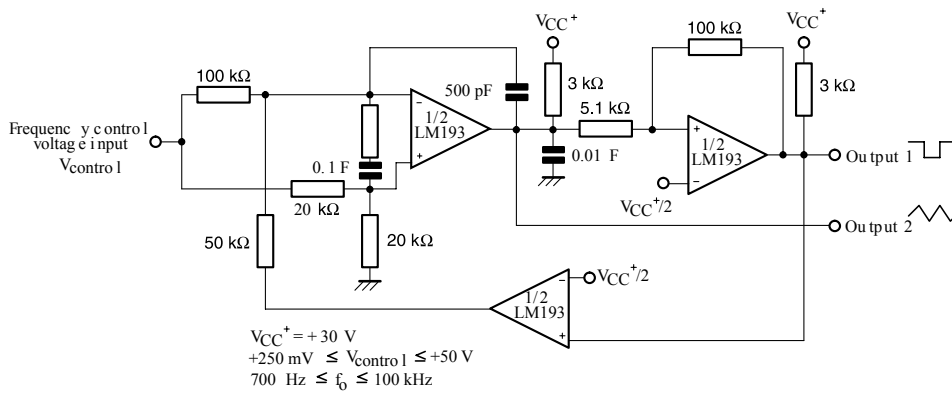 VCC+
VCC+
100 kΩ
100 kΩ
3 kΩ
3 kΩ
500 pF
5.1 kΩ
Frequenc y c ontro l
voltag e i nput
Vcontro l
−
1/2
LM193
+
0. 1 F
0.01 F
+
1/2
LM193
−
Ou tput 1
VCC+/2
20 kΩ
Ou tput 2
50 kΩ
20 kΩ
−
VCC+/2
1/2
LM193
+
VCC+ = + 30 V
+250 mV ≤ Vcontro l ≤ +50 V
700 Hz ≤ fo ≤ 100 kHz